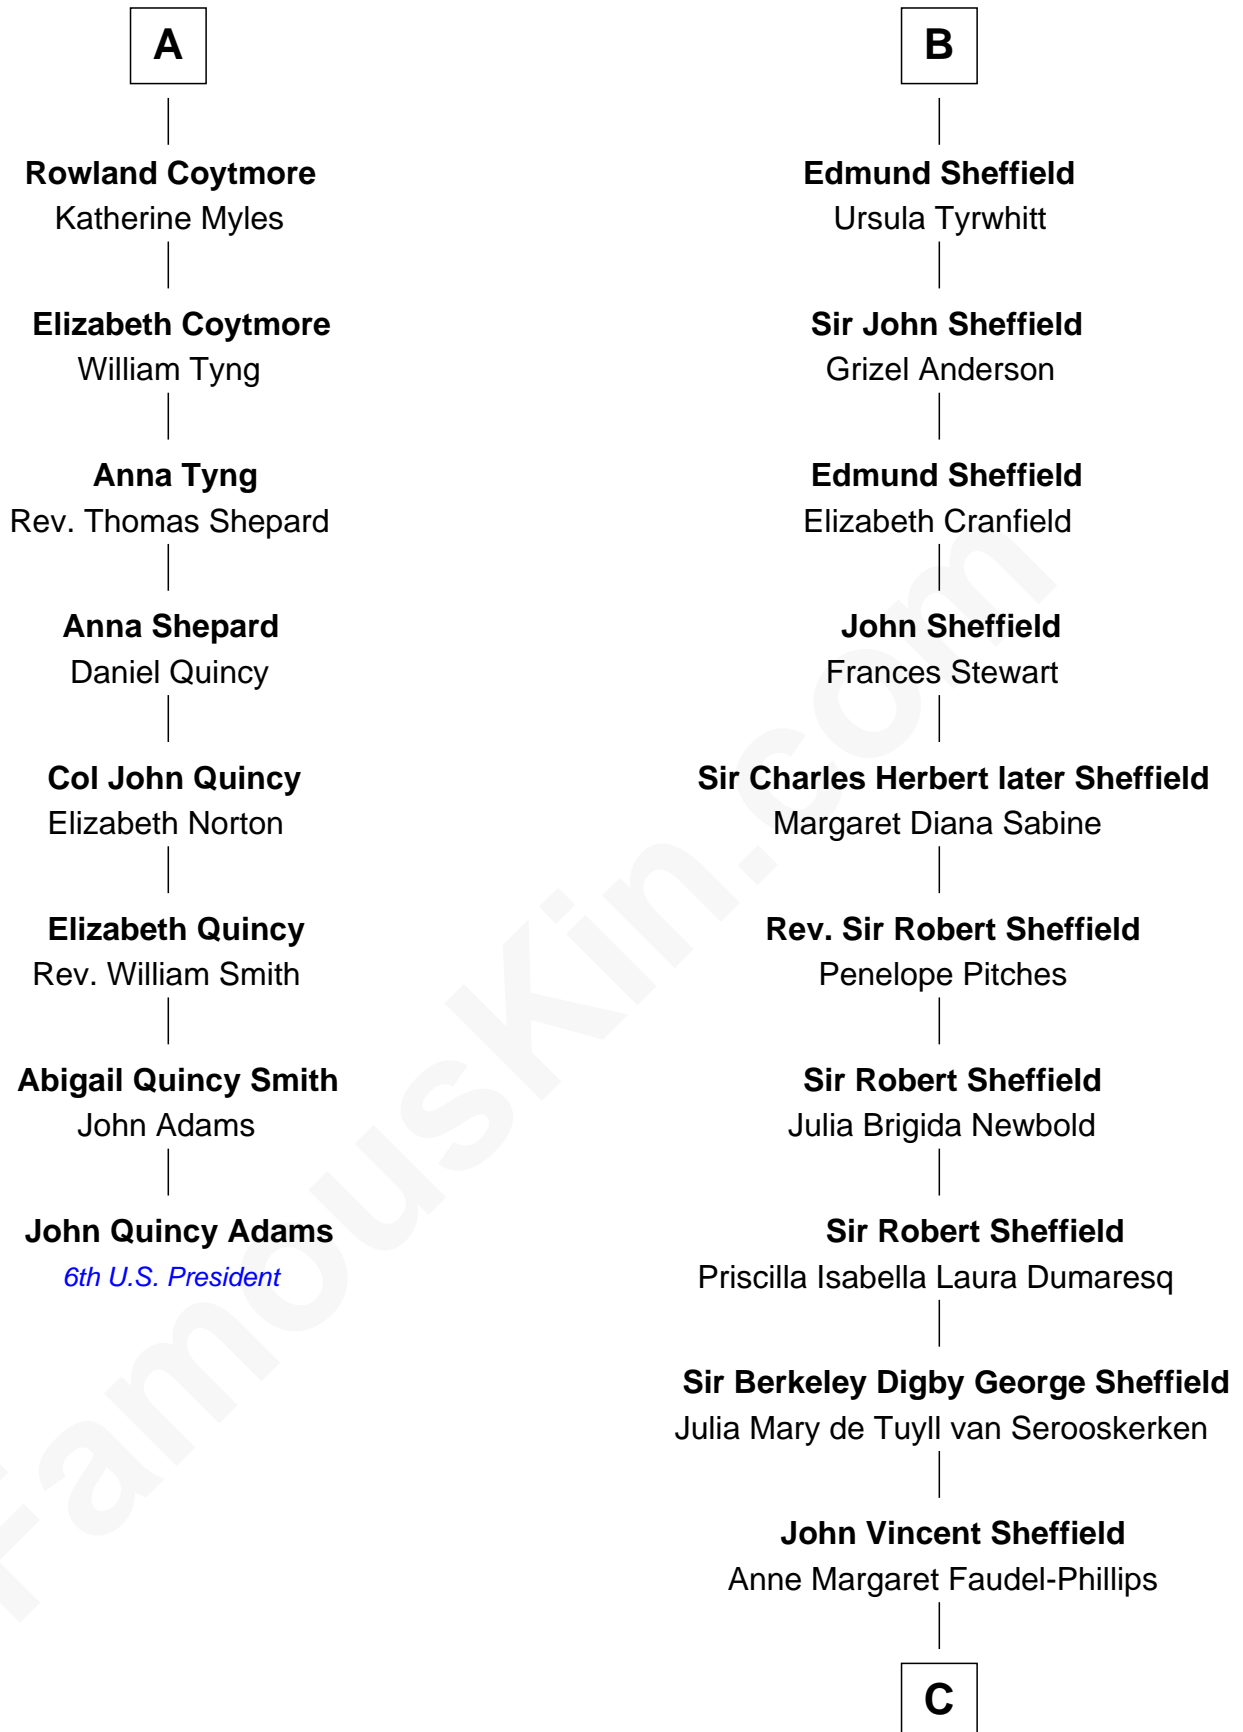 A
Rowland Coytmore
Katherine Myles
Elizabeth Coytmore
William Tyng
Anna Tyng
Rev. Thomas Shepard
Anna Shepard
Daniel Quincy
Col John Quincy
Elizabeth Norton
Elizabeth Quincy
Rev. William Smith
Abigail Quincy Smith
John Adams
John Quincy Adams
6th U.S. President
B
Edmund Sheffield
Ursula Tyrwhitt
Sir John Sheffield
Grizel Anderson
Edmund Sheffield
Elizabeth Cranfield
John Sheffield
Frances Stewart
Sir Charles Herbert later Sheffield
Margaret Diana Sabine
Rev. Sir Robert Sheffield
Penelope Pitches
Sir Robert Sheffield
Julia Brigida Newbold
Sir Robert Sheffield
Priscilla Isabella Laura Dumaresq
Sir Berkeley Digby George Sheffield
Julia Mary de Tuyll van Serooskerken
John Vincent Sheffield
Anne Margaret Faudel-Phillips
C
FamousKin.com